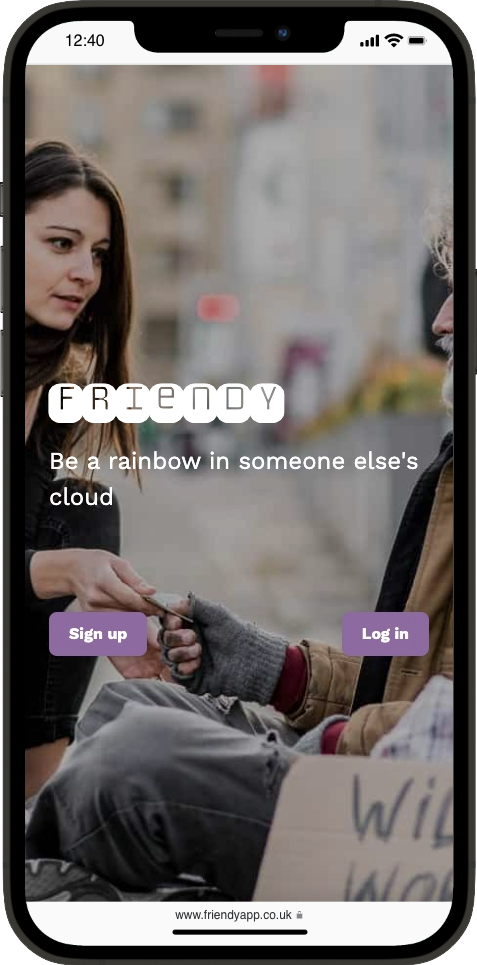 12:40
FRIENDY
Be a rainbow in someone else's
cloud
Sign up
Log in
WIL
WO
www.friendyapp.co.uk